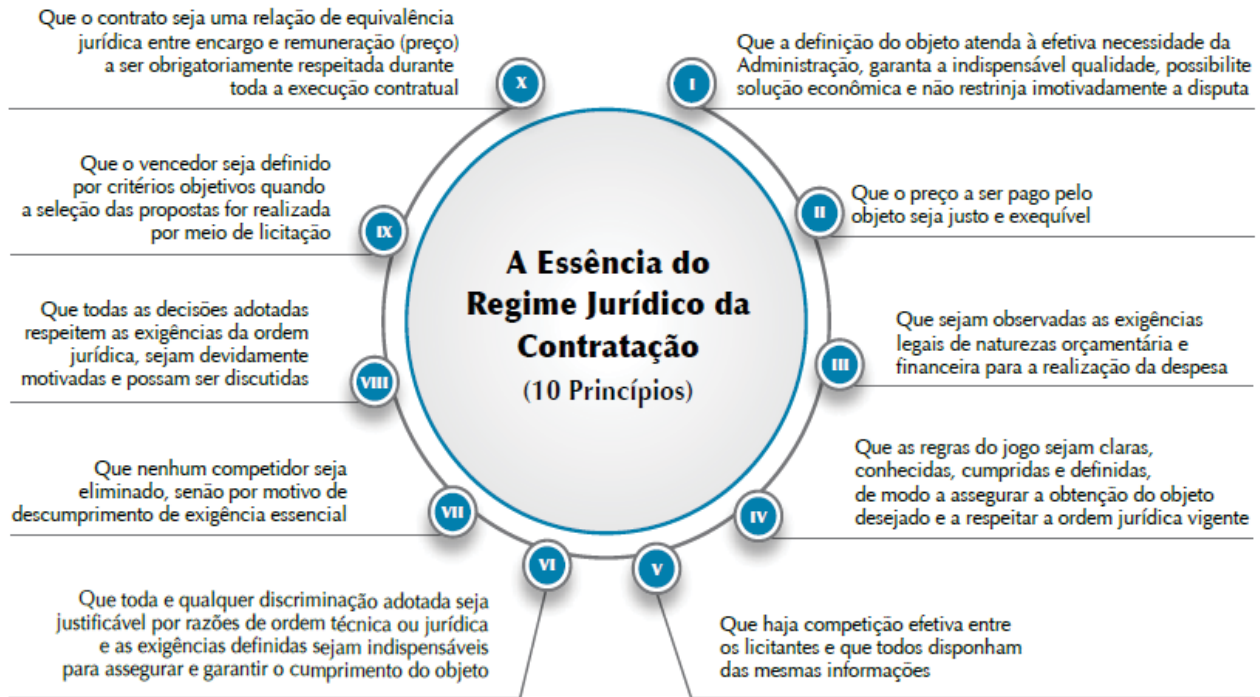 A Essência do
Regime Jurídico da
Contratação
(10 Princípios)
I
Que a definição do objeto atenda à efetiva necessidade da
Administração, garanta a indispensável qualidade, possibilite
solução econômica e não restrinja imotivadamente a disputa
II
Que o preço a ser pago pelo
objeto seja justo e exequível
III
Que sejam observadas as exigências
legais de naturezas orçamentária e
financeira para a realização da despesa
IV
Que as regras do jogo sejam claras,
conhecidas, cumpridas e definidas,
de modo a assegurar a obtenção do objeto
desejado e a respeitar a ordem jurídica vigente
V
Que haja competição efetiva entre
os licitantes e que todos disponham
das mesmas informações
VI
Que toda e qualquer discriminação adotada seja
justificável por razões de ordem técnica ou jurídica
e as exigências definidas sejam indispensáveis
para assegurar e garantir o cumprimento do objeto
VII
Que nenhum competidor seja
eliminado, senão por motivo de
descumprimento de exigência essencial
VIII
Que todas as decisões adotadas
respeitem as exigências da ordem
jurídica, sejam devidamente
motivadas e possam ser discutidas
IX
Que o vencedor seja definido
por critérios objetivos quando
a seleção das propostas for realizada
por meio de licitação
X
Que o contrato seja uma relação de equivalência
jurídica entre encargo e remuneração (preço)
a ser obrigatoriamente respeitada durante
toda a execução contratual